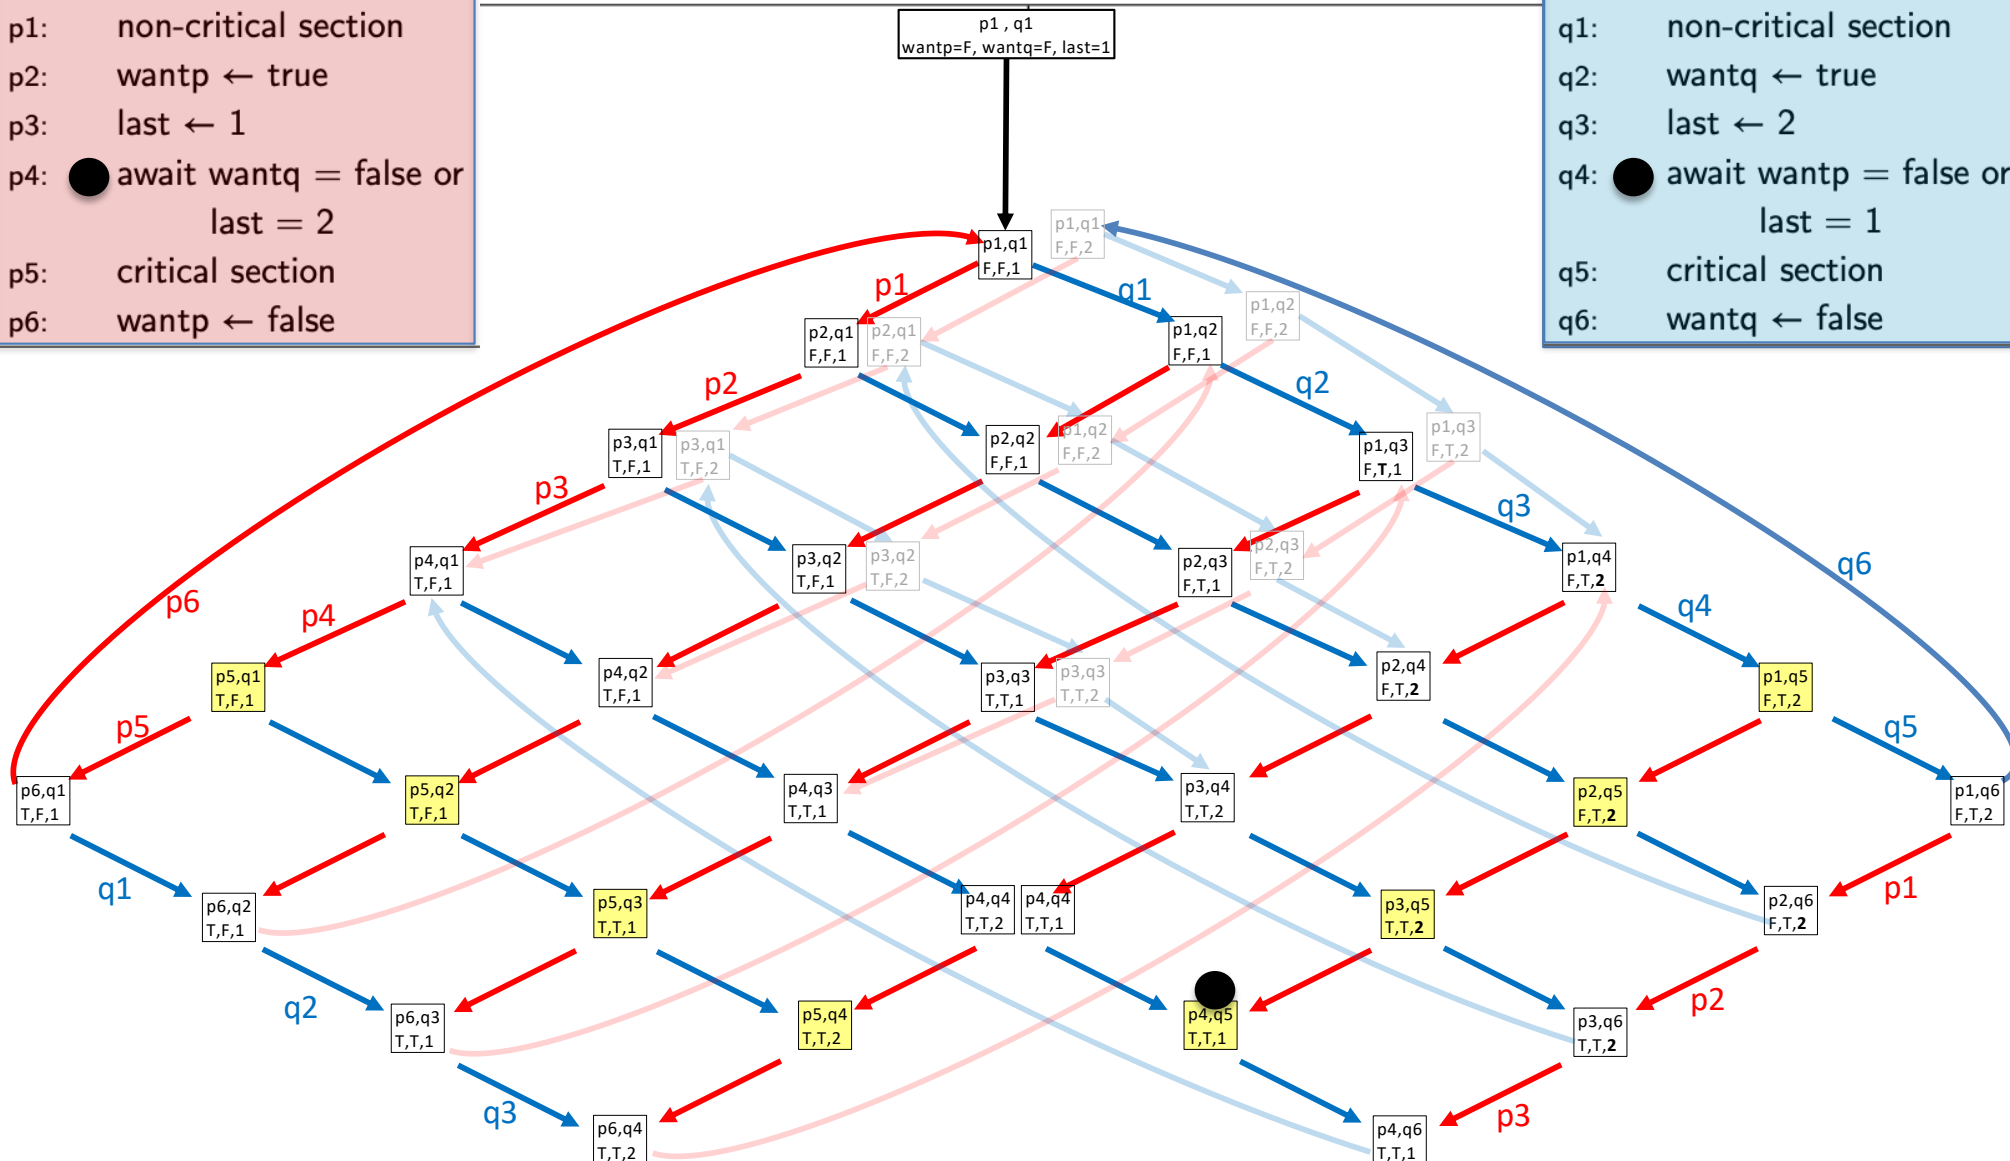 p1: non-critical section
p2: wantp ← true
p3: last ← 1
p4: await wantq = false or
last = 2
p5: critical section
p6: wantp ← false
q1: non-critical section
q2: wantq ← true
q3: last ← 2
q4: await wantp = false or
last = 1
q5: critical section
q6: wantq ← false
p1 , q1
wantp=F, wantq=F, last=1
p1,q1
F,F,1
p1,q1
F,F,2
p1
q1
p2,q1
F,F,1
p2,q1
F,F,2
p1,q2
F,F,1
p1,q2
F,F,2
p2
q2
p3,q1
T,F,1
p3,q1
T,F,2
p2,q2
F,F,1
p1,q2
F,F,2
p1,q3
F,T,1
p1,q3
F,T,2
p3
q3
p4,q1
T,F,1
p3,q2
T,F,1
p3,q2
T,F,2
p2,q3
F,T,1
p2,q3
F,T,2
p1,q4
F,T,2
q6
p6
p4
q4
p5,q1
T,F,1
p4,q2
T,F,1
p3,q3
T,T,1
p3,q3
T,T,2
p2,q4
F,T,2
p1,q5
F,T,2
p5
q5
p6,q1
T,F,1
p5,q2
T,F,1
p4,q3
T,T,1
p3,q4
T,T,2
p2,q5
F,T,2
p1,q6
F,T,2
q1
p1
p6,q2
T,F,1
p5,q3
T,T,1
p4,q4
T,T,2
p4,q4
T,T,1
p3,q5
T,T,2
p2,q6
F,T,2
q2
p2
p6,q3
T,T,1
p5,q4
T,T,2
p4,q5
T,T,1
p3,q6
T,T,2
q3
p3
p6,q4
T,T,2
p4,q6
T,T,1